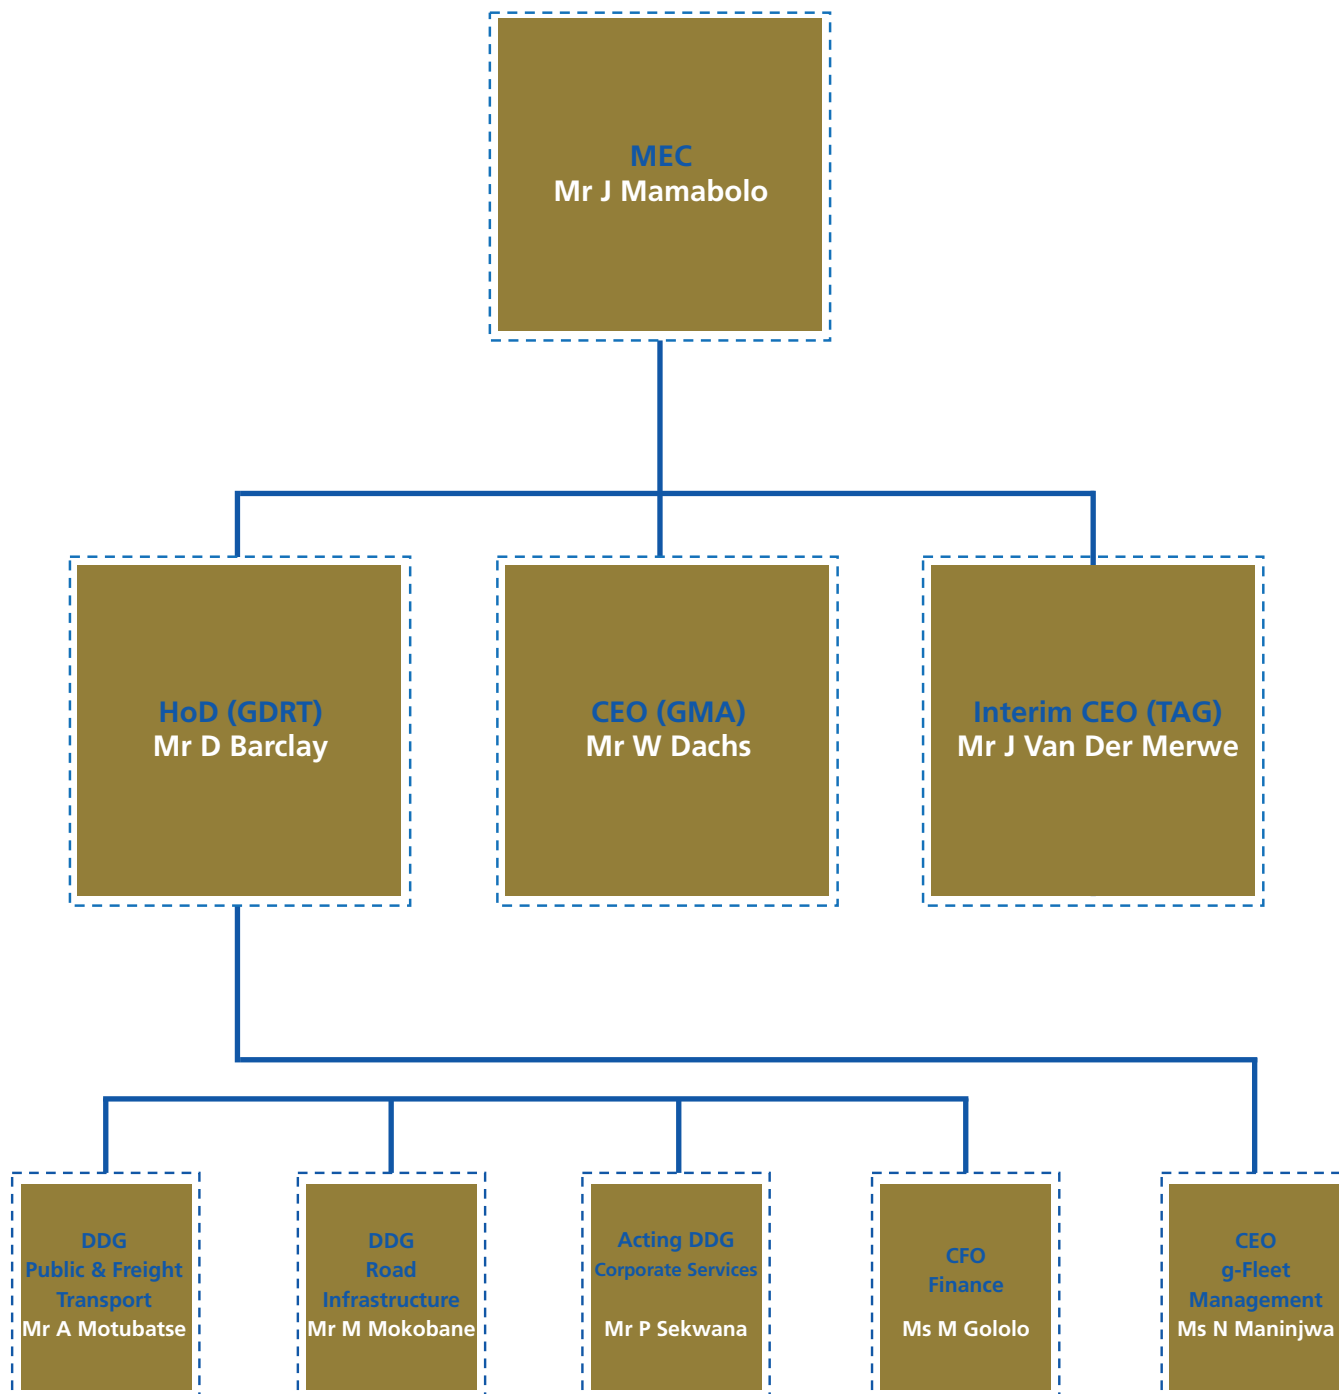 MEC
Mr J Mamabolo
HoD (GDRT)
Mr D Barclay
CEO (GMA)
Mr W Dachs
Interim CEO (TAG)
Mr J Van Der Merwe
DDG
Public & Freight
Transport
Mr A Motubatse
DDG
Road
Infrastructure
Mr M Mokobane
Acting DDG
Corporate Services
Mr P Sekwana
CFO
Finance
Ms M Gololo
CEO
g-Fleet
Management
Ms N Maninjwa